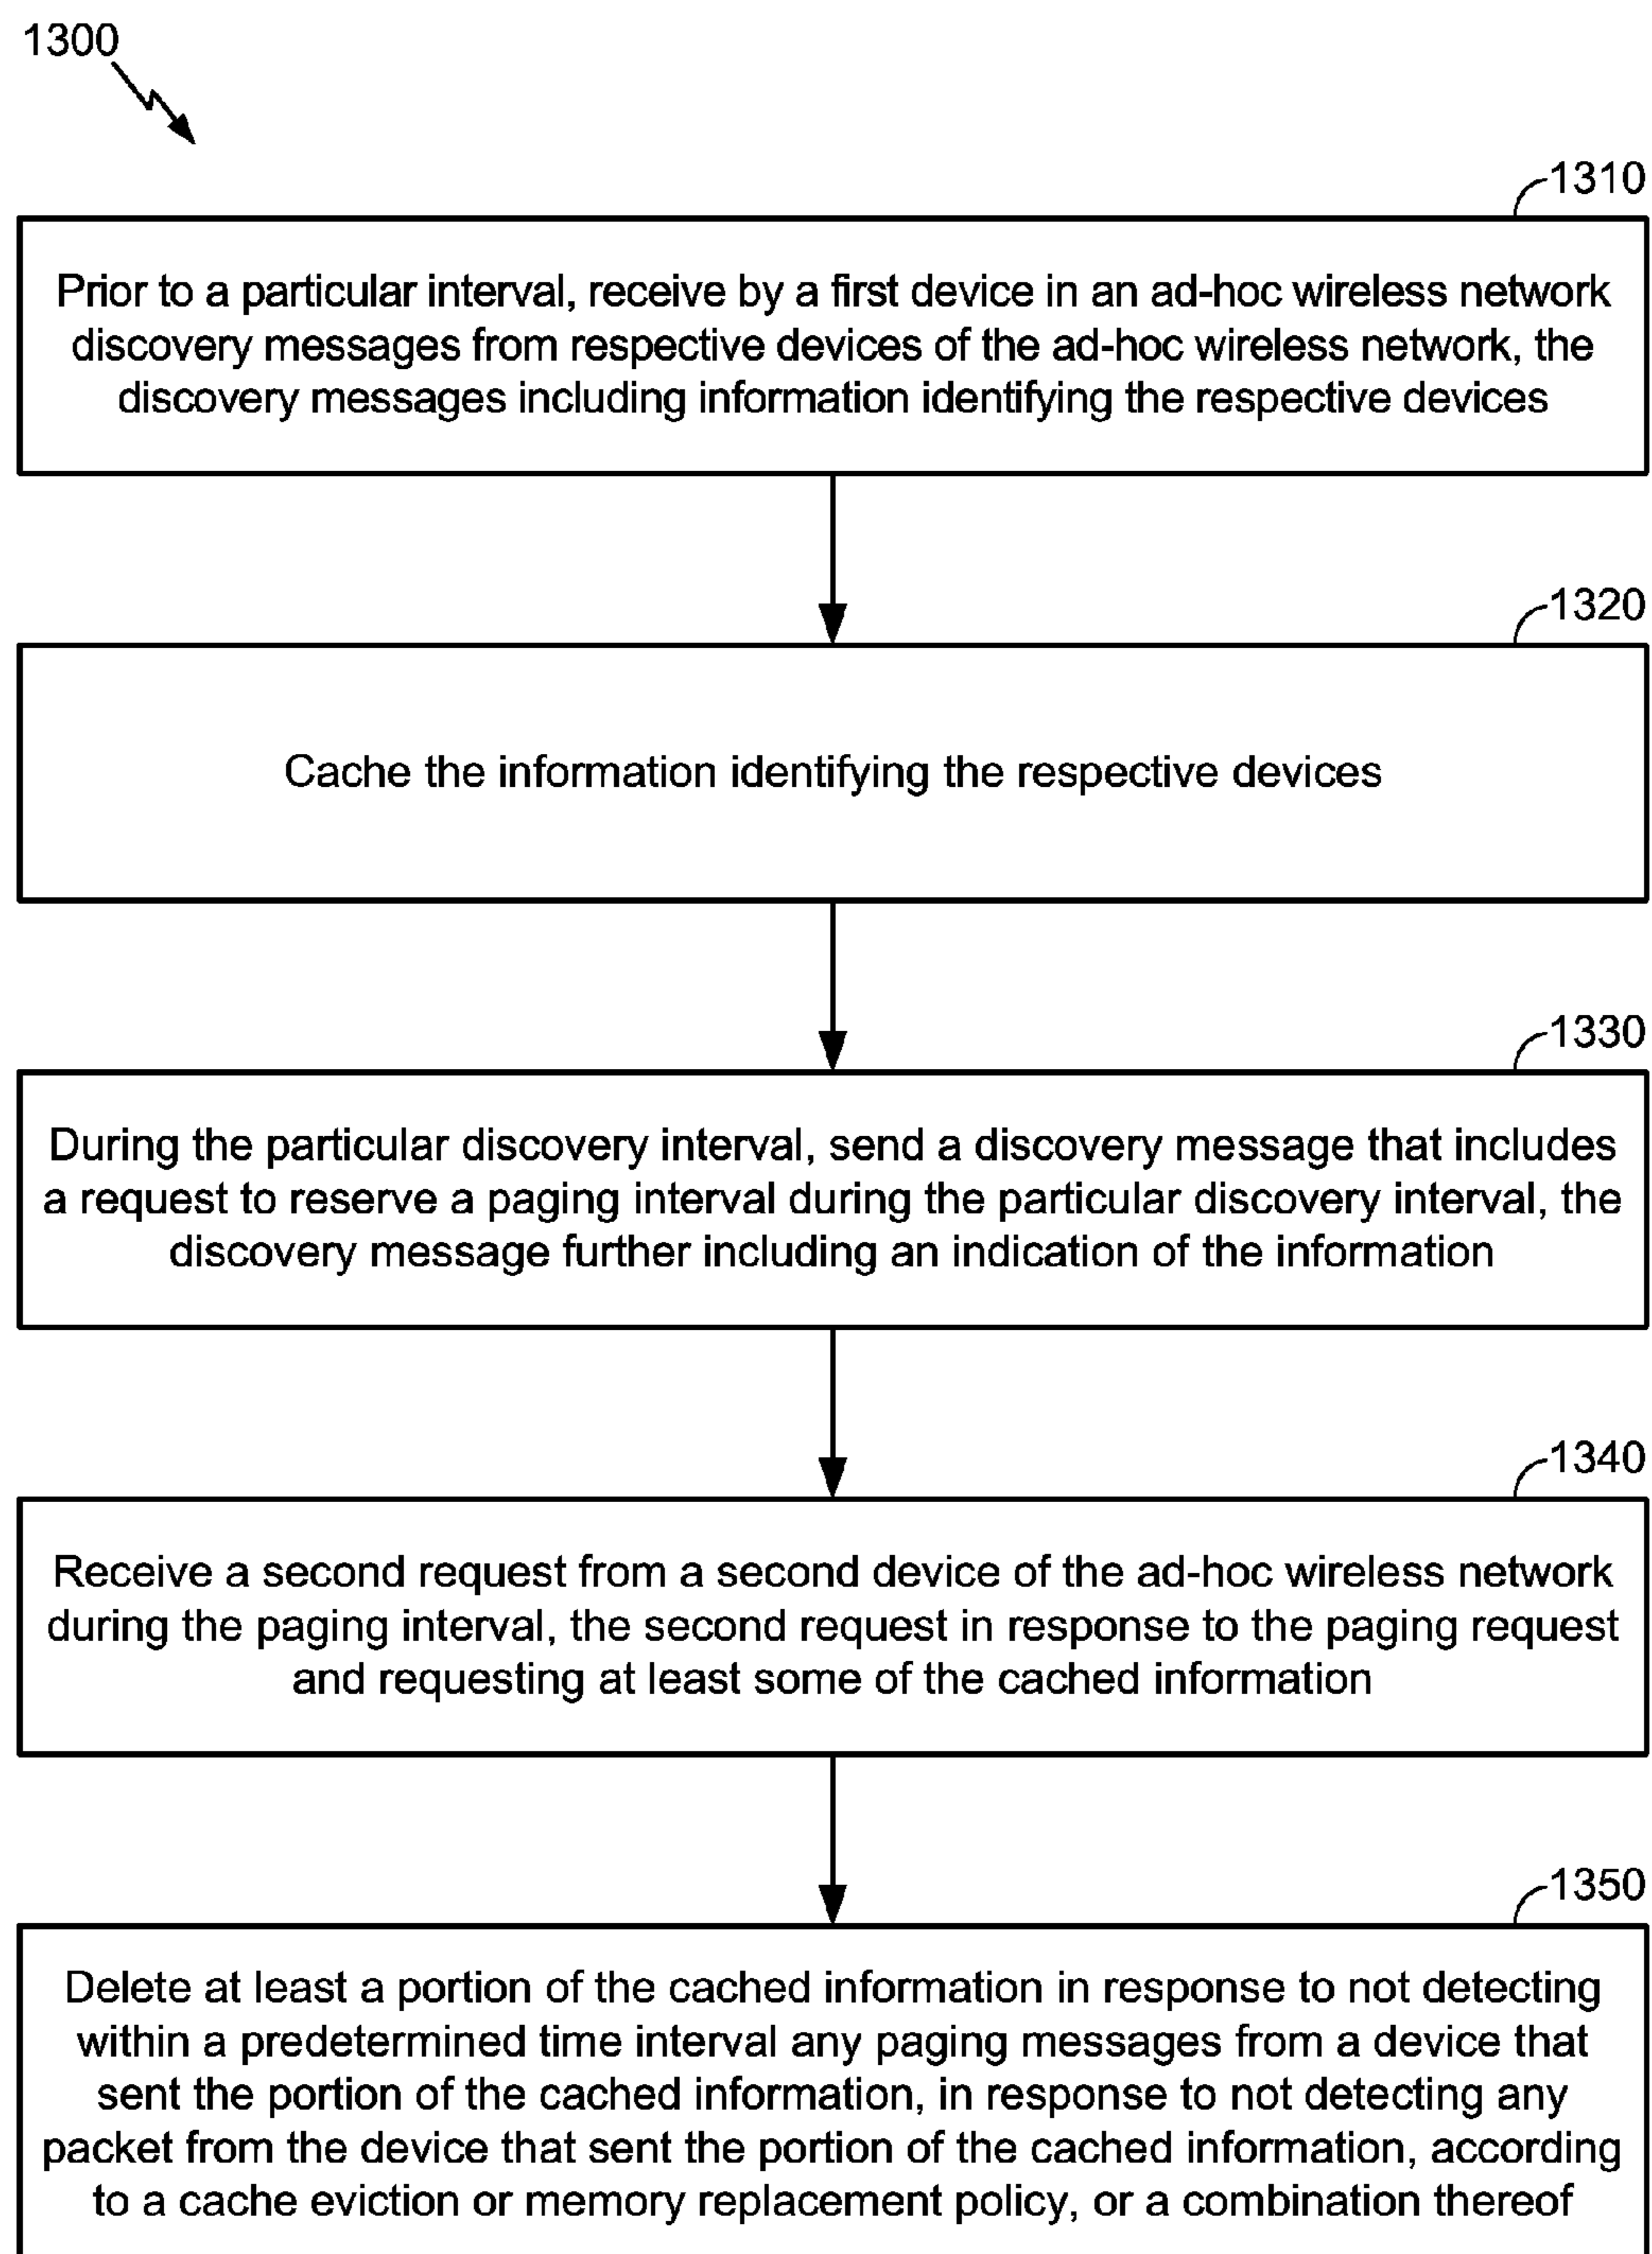 1300
1310
Prior to a particular interval, receive by a first device in an ad-hoc wireless network
discovery messages from respective devices of the ad-hoc wireless network, the
discovery messages including information identifying the respective devices
1320
Cache the information identifying the respective devices
1330
During the particular discovery interval, send a discovery message that includes
a request to reserve a paging interval during the particular discovery interval, the
discovery message further including an indication of the information
1340
Receive a second request from a second device of the ad-hoc wireless network
during the paging interval, the second request in response to the paging request
and requesting at least some of the cached information
1350
Delete at least a portion of the cached information in response to not detecting
within a predetermined time interval any paging messages from a device that
sent the portion of the cached information, in response to not detecting any
packet from the device that sent the portion of the cached information, according
to a cache eviction or memory replacement policy, or a combination thereof